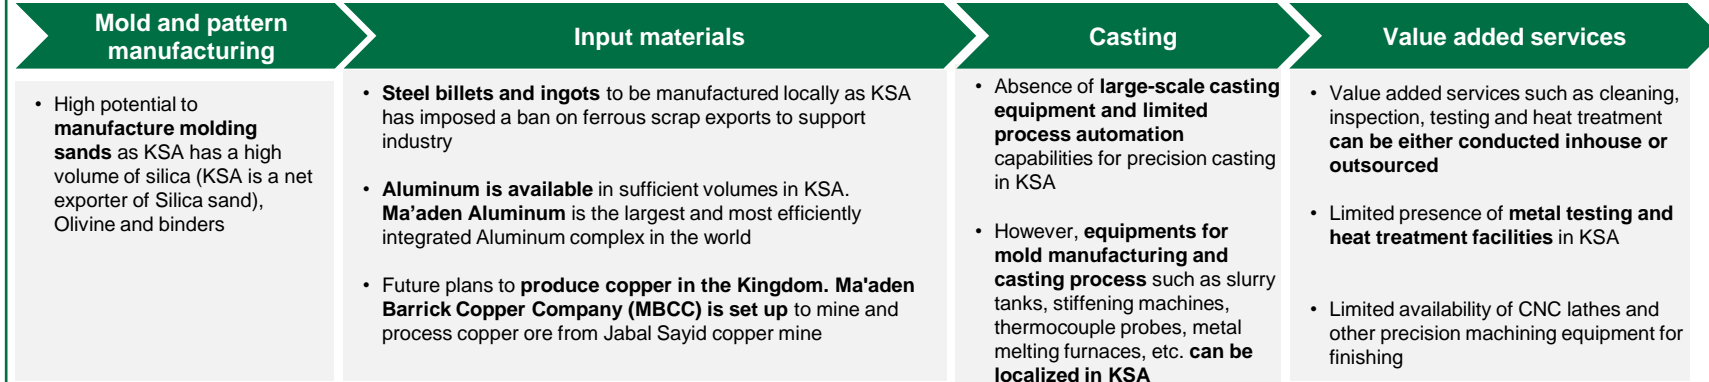 Mold and pattern
manufacturing
Input materials
Casting
Value added services
• High potential to
manufacture molding
sands as KSA has a high
volume of silica (KSA is a net
exporter of Silica sand),
Olivine and binders
• Steel billets and ingots to be manufactured locally as KSA
has imposed a ban on ferrous scrap exports to support
industry
• Aluminum is available in sufficient volumes in KSA.
Ma’aden Aluminum is the largest and most efficiently
integrated Aluminum complex in the world
• Future plans to produce copper in the Kingdom. Ma'aden
Barrick Copper Company (MBCC) is set up to mine and
process copper ore from Jabal Sayid copper mine
• Absence of large-scale casting
equipment and limited
process automation
capabilities for precision casting
in KSA
• However, equipments for
mold manufacturing and
casting process such as slurry
tanks, stiffening machines,
thermocouple probes, metal
melting furnaces, etc. can be
localized in KSA
• Value added services such as cleaning,
inspection, testing and heat treatment
can be either conducted inhouse or
outsourced
• Limited presence of metal testing and
heat treatment facilities in KSA
• Limited availability of CNC lathes and
other precision machining equipment for
finishing